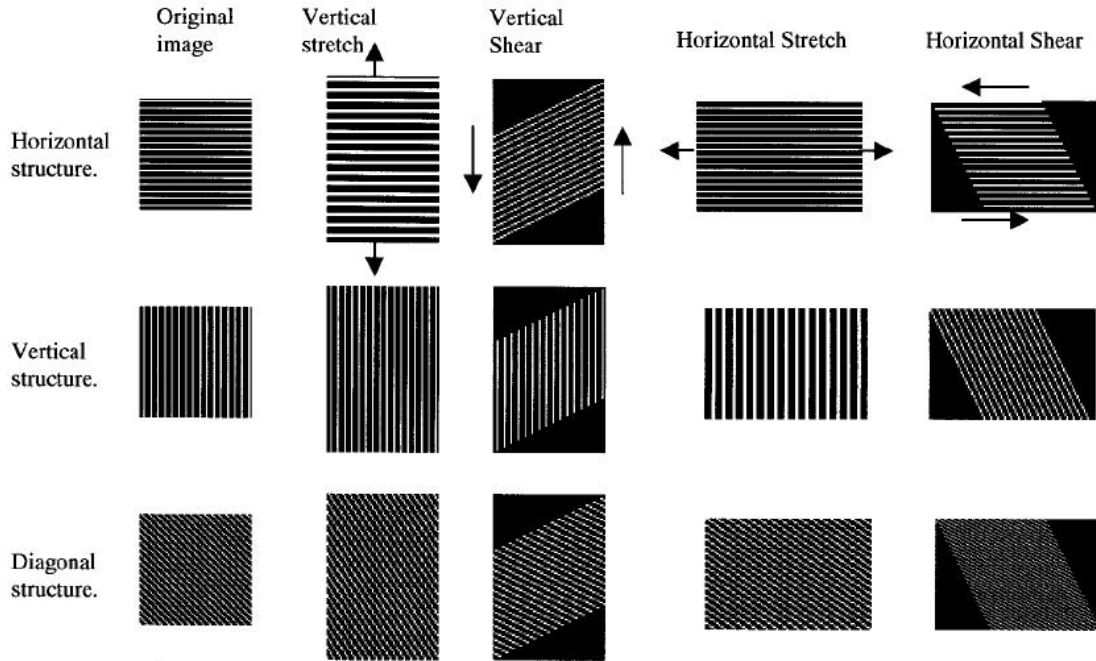 Original
image
Vertical
stretch
Vertical
Shear
Horizontal Stretch
Horizontal Shear
Horizontal
structure.
Vertical
structure.
Diagonal
structure.